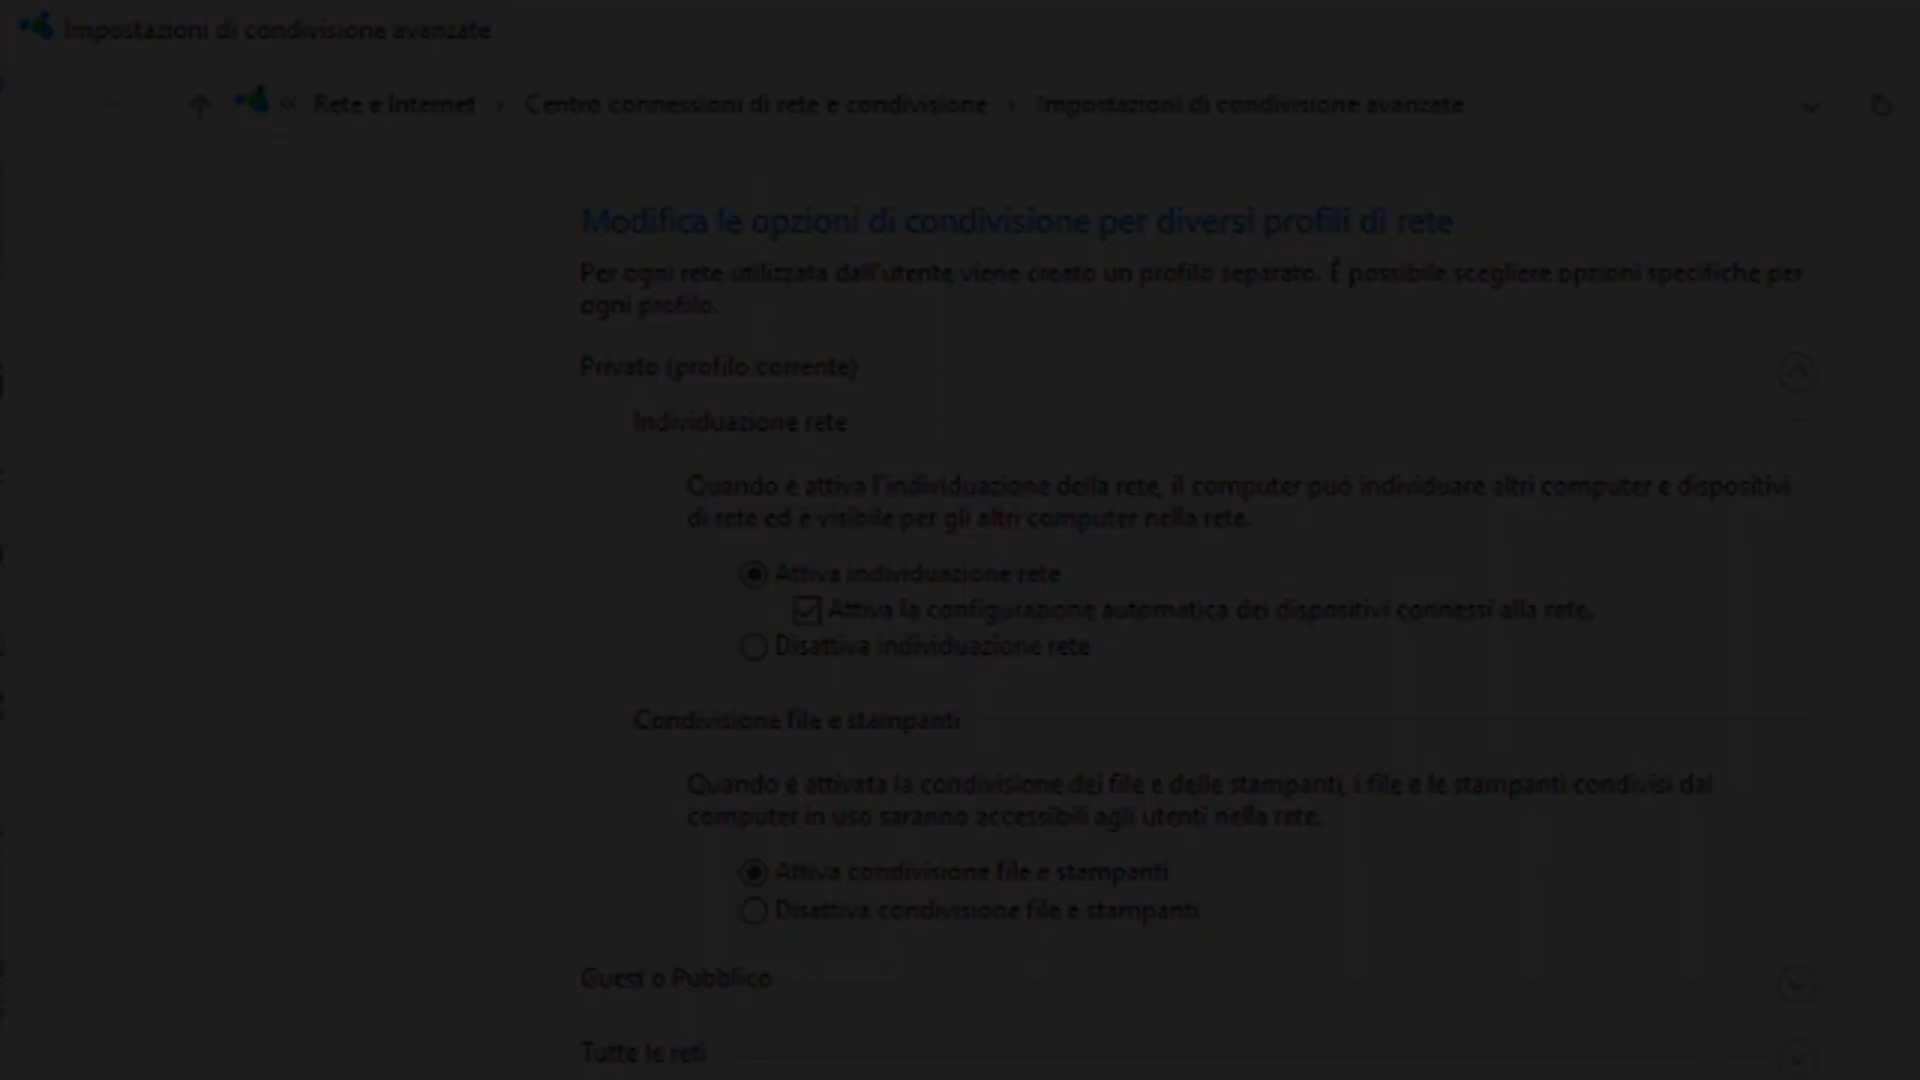 Impostazioni di condivisione avanzate
« Rete e Internet › Centro connessioni di rete e condivisione › Impostazioni di condivisione avanzate
Modifica le opzioni di condivisione per diversi profili di rete
Per ogni rete utilizzata dall'utente viene creato un profilo separato. È possibile scegliere opzioni specifiche per
ogni profilo.
Privato (profilo corrente)
Individuazione rete
Quando è attiva l'individuazione della rete, il computer può individuare altri computer e dispositivi
di rete ed è visibile per gli altri computer nella rete.
Attiva individuazione rete
Attiva la configurazione automatica dei dispositivi connessi alla rete.
Disattiva individuazione rete
Condivisione file e stampanti
Quando è attivata la condivisione dei file e delle stampanti, i file e le stampanti condivisi dal
computer in uso saranno accessibili agli utenti nella rete.
Attiva condivisione file e stampanti
Disattiva condivisione file e stampanti
Guest o Pubblico
Tutte le reti